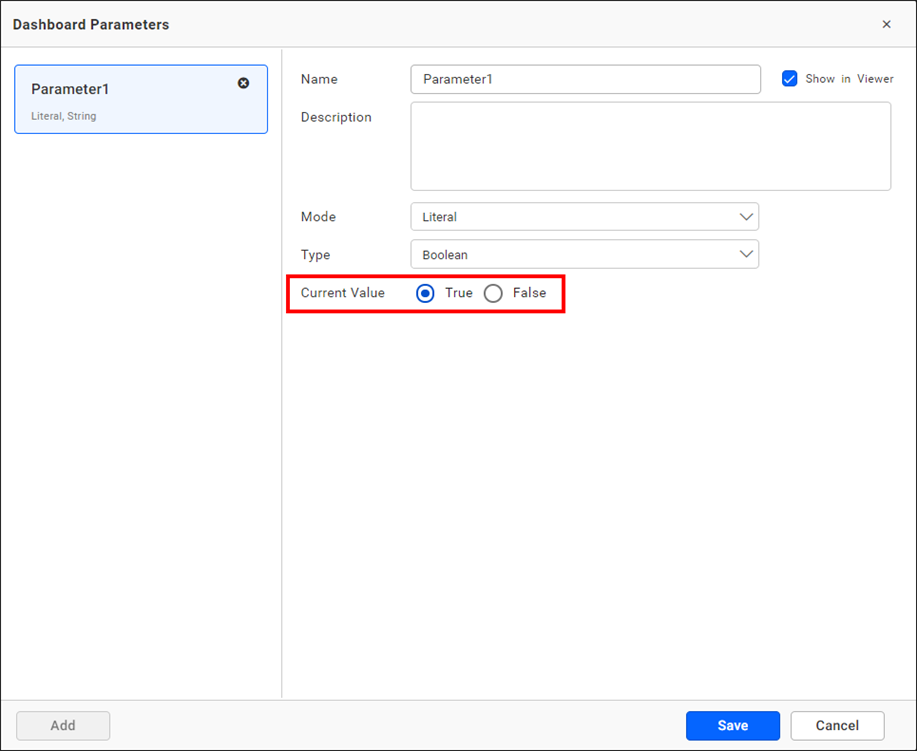 Dashboard Parameters
Parameter1
Literal, String
Name
Parameter1
Show in Viewer
Description
Mode
Literal
Type
Boolean
Current Value
True
False
Add
Save
Cancel